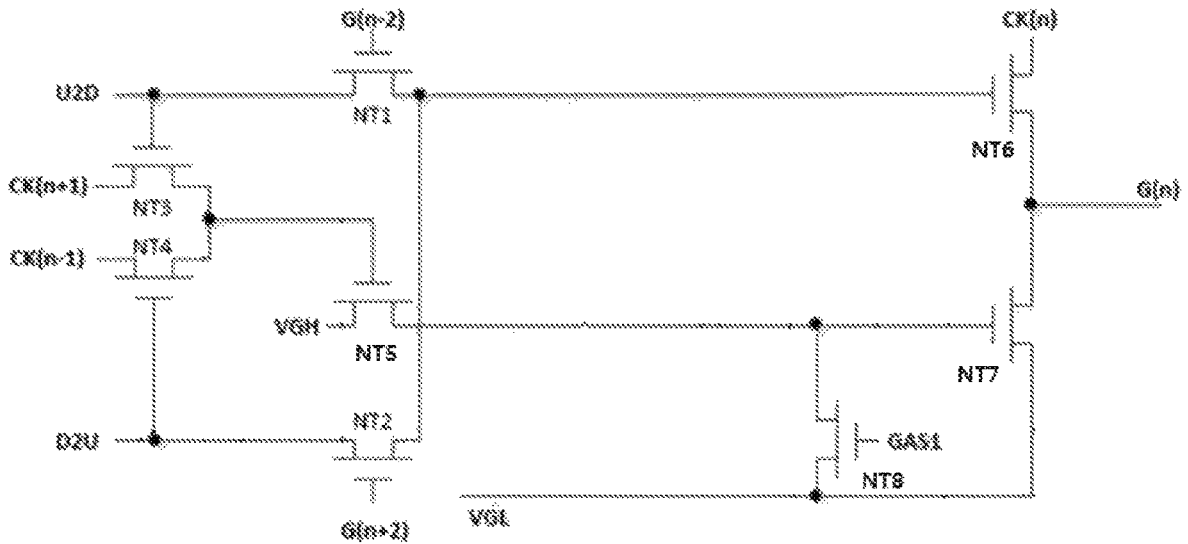 G(n-2)
CK(n)
U2D
NT1
NT6
CK(n+1)
NT3
G(n)
NT4
CK(n-1)
VGH
NT5
NT7
NT2
D2U
GAS1
NT8
VGL
G(n+2)